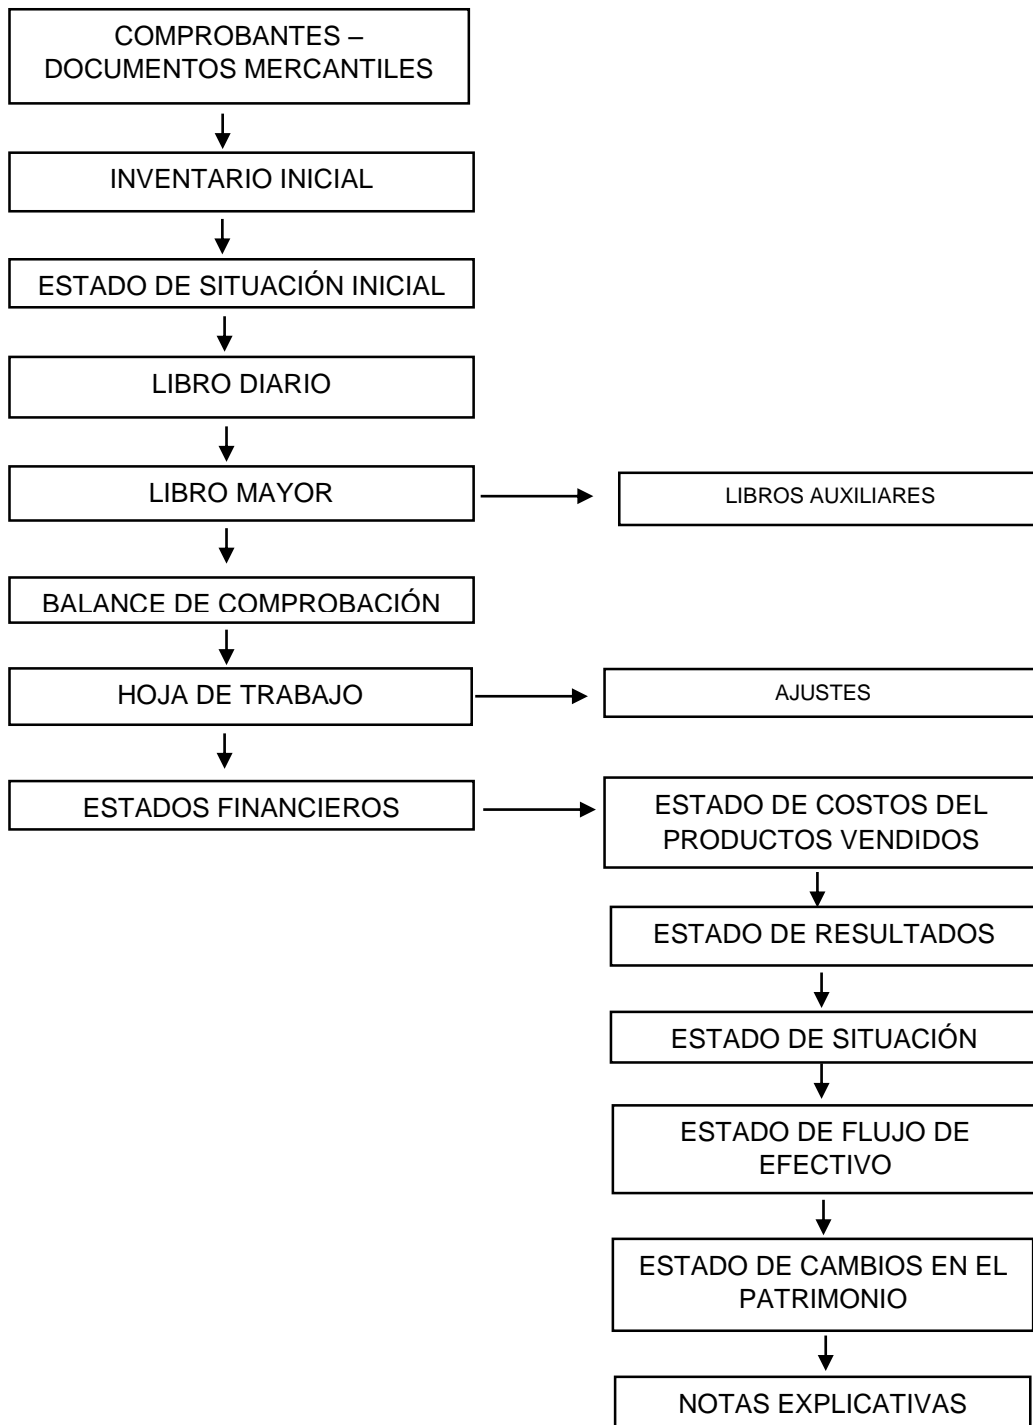 COMPROBANTES –
DOCUMENTOS MERCANTILES
INVENTARIO INICIAL
ESTADO DE SITUACIÓN INICIAL
LIBRO DIARIO
LIBRO MAYOR
LIBROS AUXILIARES
BALANCE DE COMPROBACIÓN
HOJA DE TRABAJO
AJUSTES
ESTADOS FINANCIEROS
ESTADO DE COSTOS DEL
PRODUCTOS VENDIDOS
ESTADO DE RESULTADOS
ESTADO DE SITUACIÓN
ESTADO DE FLUJO DE
EFECTIVO
ESTADO DE CAMBIOS EN EL
PATRIMONIO
NOTAS EXPLICATIVAS